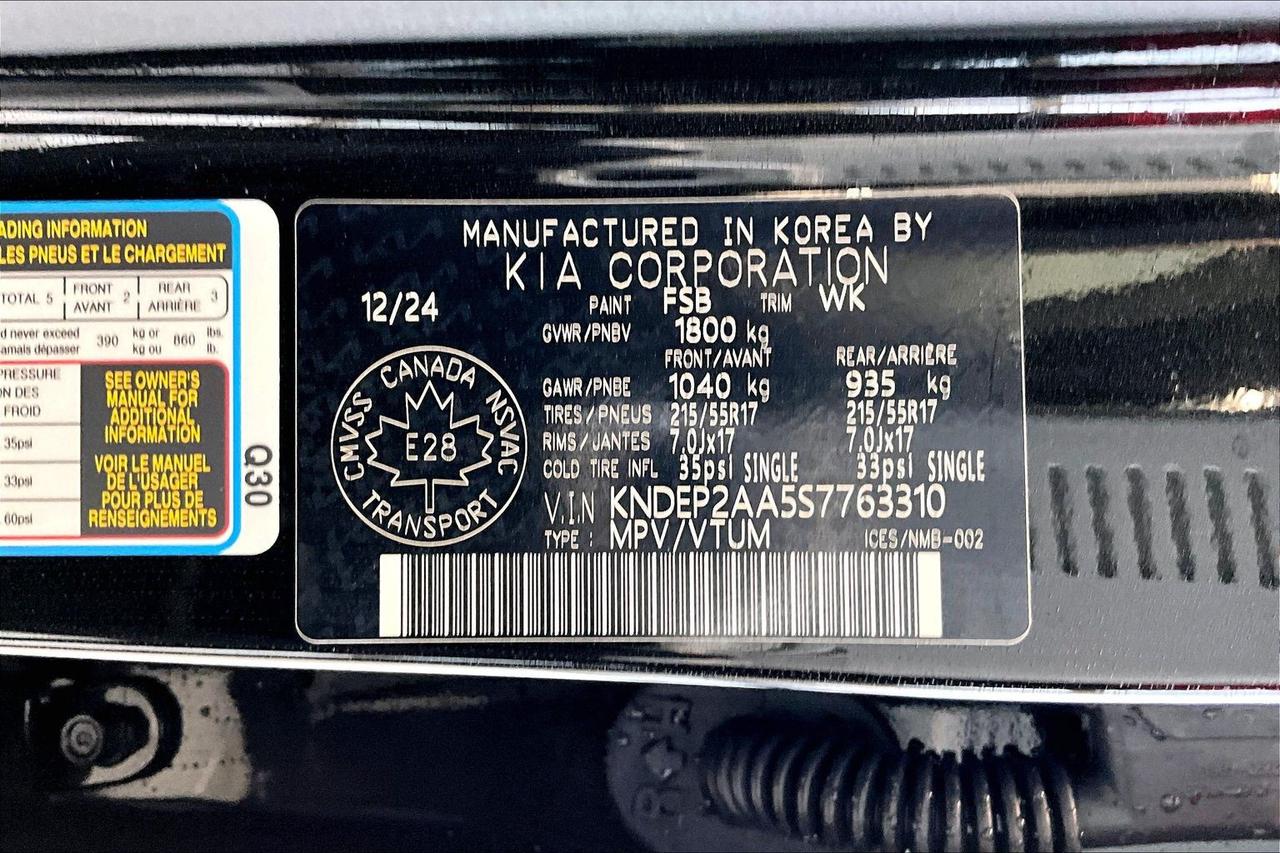 ADING INFORMATION
LES PNEUS ET LE CHARGEMENT
TOTAL 5 FRONT AVANT 2 REAR ARRIÈRE 3
d never exceed 390 kg or 860 lbs.
amais dépasser kg ou lb.
PRESSURE
ON DES
FROID
35psi
33psi
60psi
SEE OWNER'S
MANUAL FOR
ADDITIONAL
INFORMATION
VOIR LE MANUEL
DE L'USAGER
POUR PLUS DE
RENSEIGNEMENTS
Q30
MANUFACTURED IN KOREA BY
KIA CORPORATION
12/24 PAINT FSB TRIM WK
GVWR/PNBV 1800 kg
FRONT/AVANT REAR/ARRIÈRE
GAWR/PNBE 1040 kg 935 kg
TIRES/PNEUS 215/55R17 215/55R17
RIMS/JANTES 7.0Jx17 7.0Jx17
COLD TIRE INFL 35psi SINGLE 33psi SINGLE
V.I.N KNDEP2AA5S7763310
TYPE : MPV/VTUM ICES/NMB-002
CANADA
CMVSS E28 NSVAC
TRANSPORT